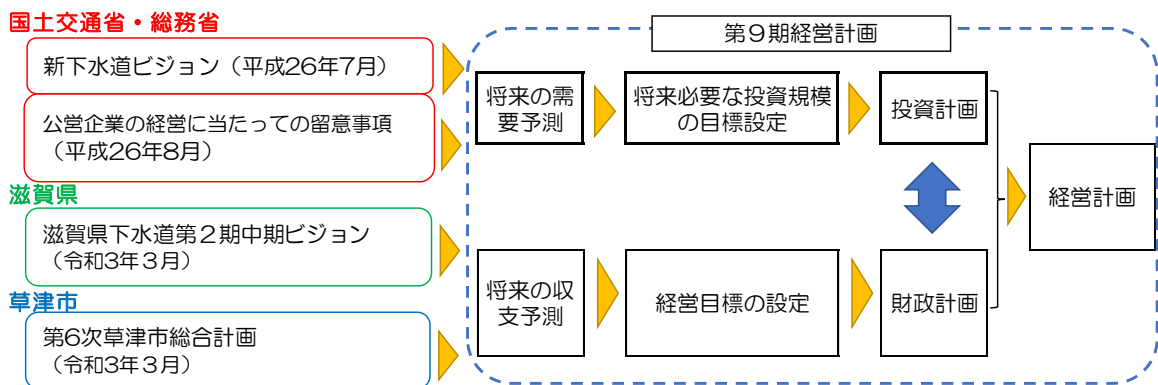 国土交通省・総務省
新下水道ビジョン（平成26年7月）
公営企業の経営に当たっての留意事項
（平成26年8月）
滋賀県
滋賀県下水道第２期中期ビジョン
（令和3年３月）
草津市
第6次草津市総合計画
（令和3年３月）
第９期経営計画
将来の需
要予測
将来必要な投資規模
の目標設定
投資計画
将来の収
支予測
経営目標の設定
財政計画
経営計画